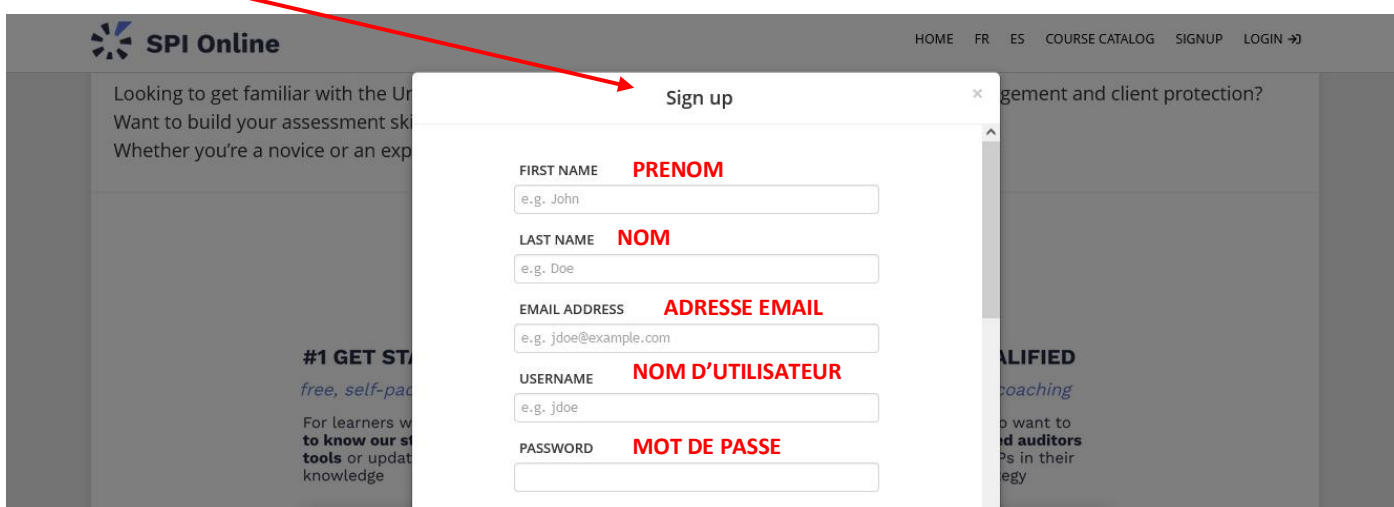 SPI Online
HOME FR ES COURSE CATALOG SIGNUP LOGIN
Looking to get familiar with the Ur
gement and client protection?
Want to build your assessment ski
Whether you're a novice or an exp
Sign up ×
FIRST NAME PRENOM
e.g. John
LAST NAME NOM
e.g. Doe
EMAIL ADDRESS ADRESSE EMAIL
e.g. jdoe@example.com
USERNAME NOM D'UTILISATEUR
e.g. jdoe
PASSWORD MOT DE PASSE
#1 GET STA
free, self-pac
For learners w
to know our st
tools or updat
knowledge
ALIFIED
coaching
o want to
ed auditors
Ps in their
egy